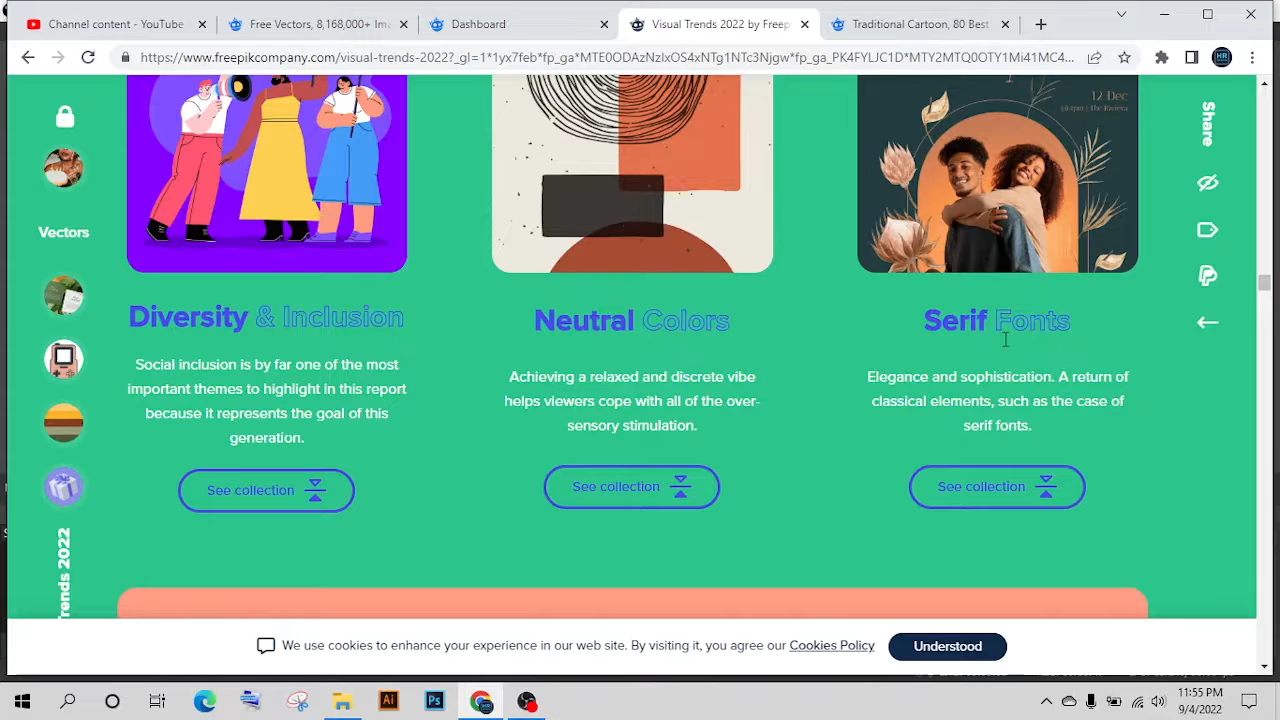 Channel content - YouTube
Free Vectors, 8,168,000+ Im
Dashboard
Visual Trends 2022 by Freep
Traditional Cartoon, 80 Best
https://www.freepikcompany.com/visual-trends-2022/?_gl=1*1ye7fyb*fp_ga*MTE0ODAzNzIxOS4xNTg1NTc3Njgx*fp_ga_PK4FYLJC1D*MTY2MjQ0OTY1Mi41MC4...
12 Dec
Share
Vectors
Diversity & Inclusion
Social inclusion is by far one of the most
important themes to highlight in this report
because it represents the goal of this
generation.
See collection
Neutral Colors
Achieving a relaxed and discrete vibe
helps viewers cope with all of the over-
sensory stimulation.
See collection
Serif Fonts
Elegance and sophistication. A return of
classical elements, such as the case of
serif fonts.
See collection
Trends 2022
We use cookies to enhance your experience in our web site. By visiting it, you agree our Cookies Policy
Understood
Ai
Ps
11:55 PM
9/4/2022